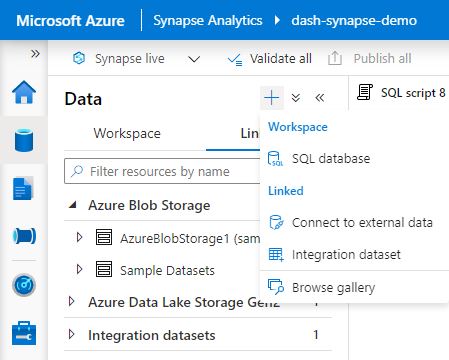 Microsoft Azure | Synapse Analytics ▸ dash-synapse-demo
» Synapse live Validate all Publish all
Data
SQL script 8
Workspace
Filter resources by name
Azure Blob Storage
AzureBlobStorage1 (sam
Sample Datasets
Azure Data Lake Storage Gen2
Integration datasets 1
Workspace
SQL database
Linked
Connect to external data
Integration dataset
Browse gallery